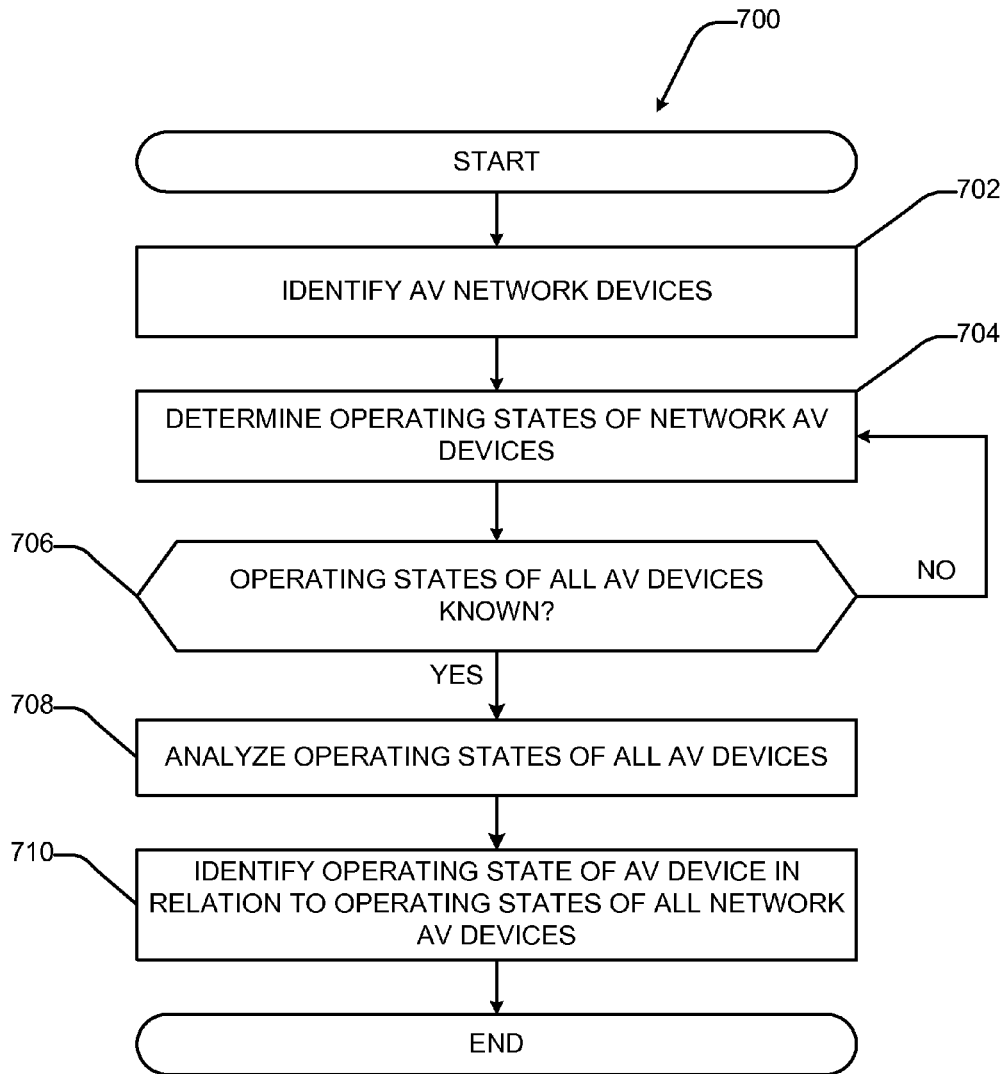 700
START
702
IDENTIFY AV NETWORK DEVICES
704
DETERMINE OPERATING STATES OF NETWORK AV
DEVICES
706
OPERATING STATES OF ALL AV DEVICES
KNOWN?
NO
YES
708
ANALYZE OPERATING STATES OF ALL AV DEVICES
710
IDENTIFY OPERATING STATE OF AV DEVICE IN
RELATION TO OPERATING STATES OF ALL NETWORK
AV DEVICES
END